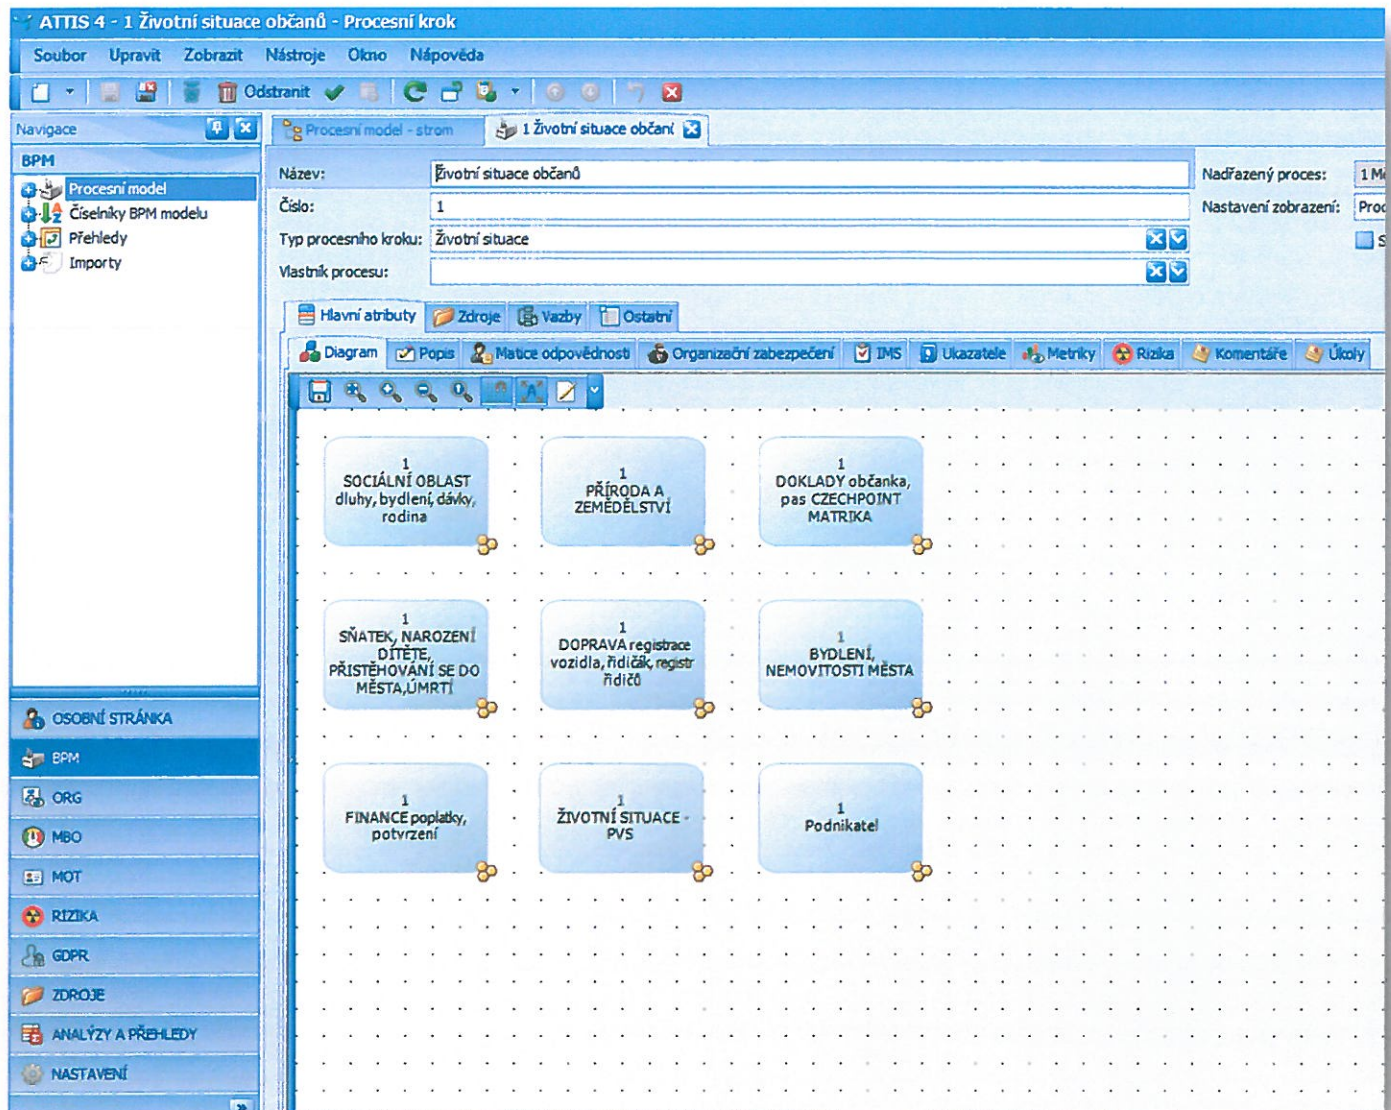 ATTIS 4 - 1 Životní situace občanů - Procesní krok
Soubor Upravit Zobrazit Nástroje Okno Nápověda
Odstranit
Navigace
Procesní model - strom
1 Životní situace občanů
BPM
Procesní model
Číselníky BPM modelu
Přehledy
Importy
Název: Životní situace občanů
Nadřazený proces: 1
Číslo: 1
Nastavení zobrazení:
Typ procesního kroku: Životní situace
Vlastník procesu:
Hlavní atributy Zdroje Vazby Ostatní
Diagram Popis Matice odpovědnosti Organizační zabezpečení IMS Ukazatele Metriky Rizika Komentáře Úkoly
1
SOCIÁLNÍ OBLAST
dluhy, bydlení, dávky,
rodina
1
PŘÍRODA A
ZEMĚDĚLSTVÍ
1
DOKLADY občanka,
pas CZECHPOINT
MATRIKA
1
SŇATEK, NAROZENÍ
DÍTĚTE,
PŘISTĚHOVÁNÍ SE DO
MĚSTA,ÚMRTÍ
1
DOPRAVA registrace
vozidla, řidičák, registr
řidičů
1
BYDLENÍ,
NEMOVITOSTI MĚSTA
1
FINANCE poplatky,
potvrzení
1
ŽIVOTNÍ SITUACE -
PVS
1
Podnikatel
OSOBNÍ STRÁNKA
BPM
ORG
MBO
MOT
RIZIKA
GDPR
ZDROJE
ANALÝZY A PŘEHLEDY
NASTAVENÍ